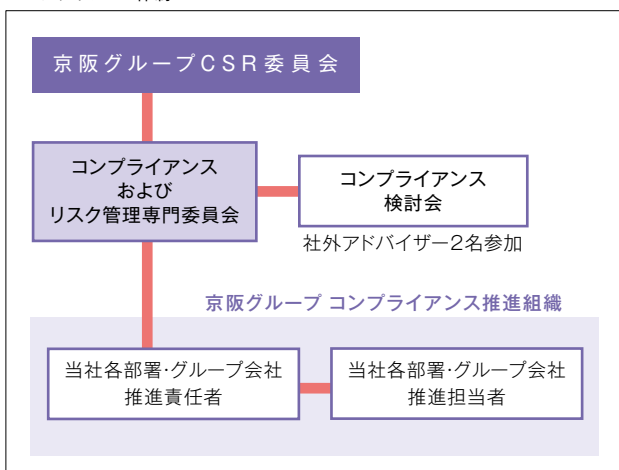 京阪グループCSR委員会
コンプライアンス
および
リスク管理専門委員会
コンプライアンス
検討会
社外アドバイザー2名参加
京阪グループ コンプライアンス推進組織
当社各部署・グループ会社
推進責任者
当社各部署・グループ会社
推進担当者